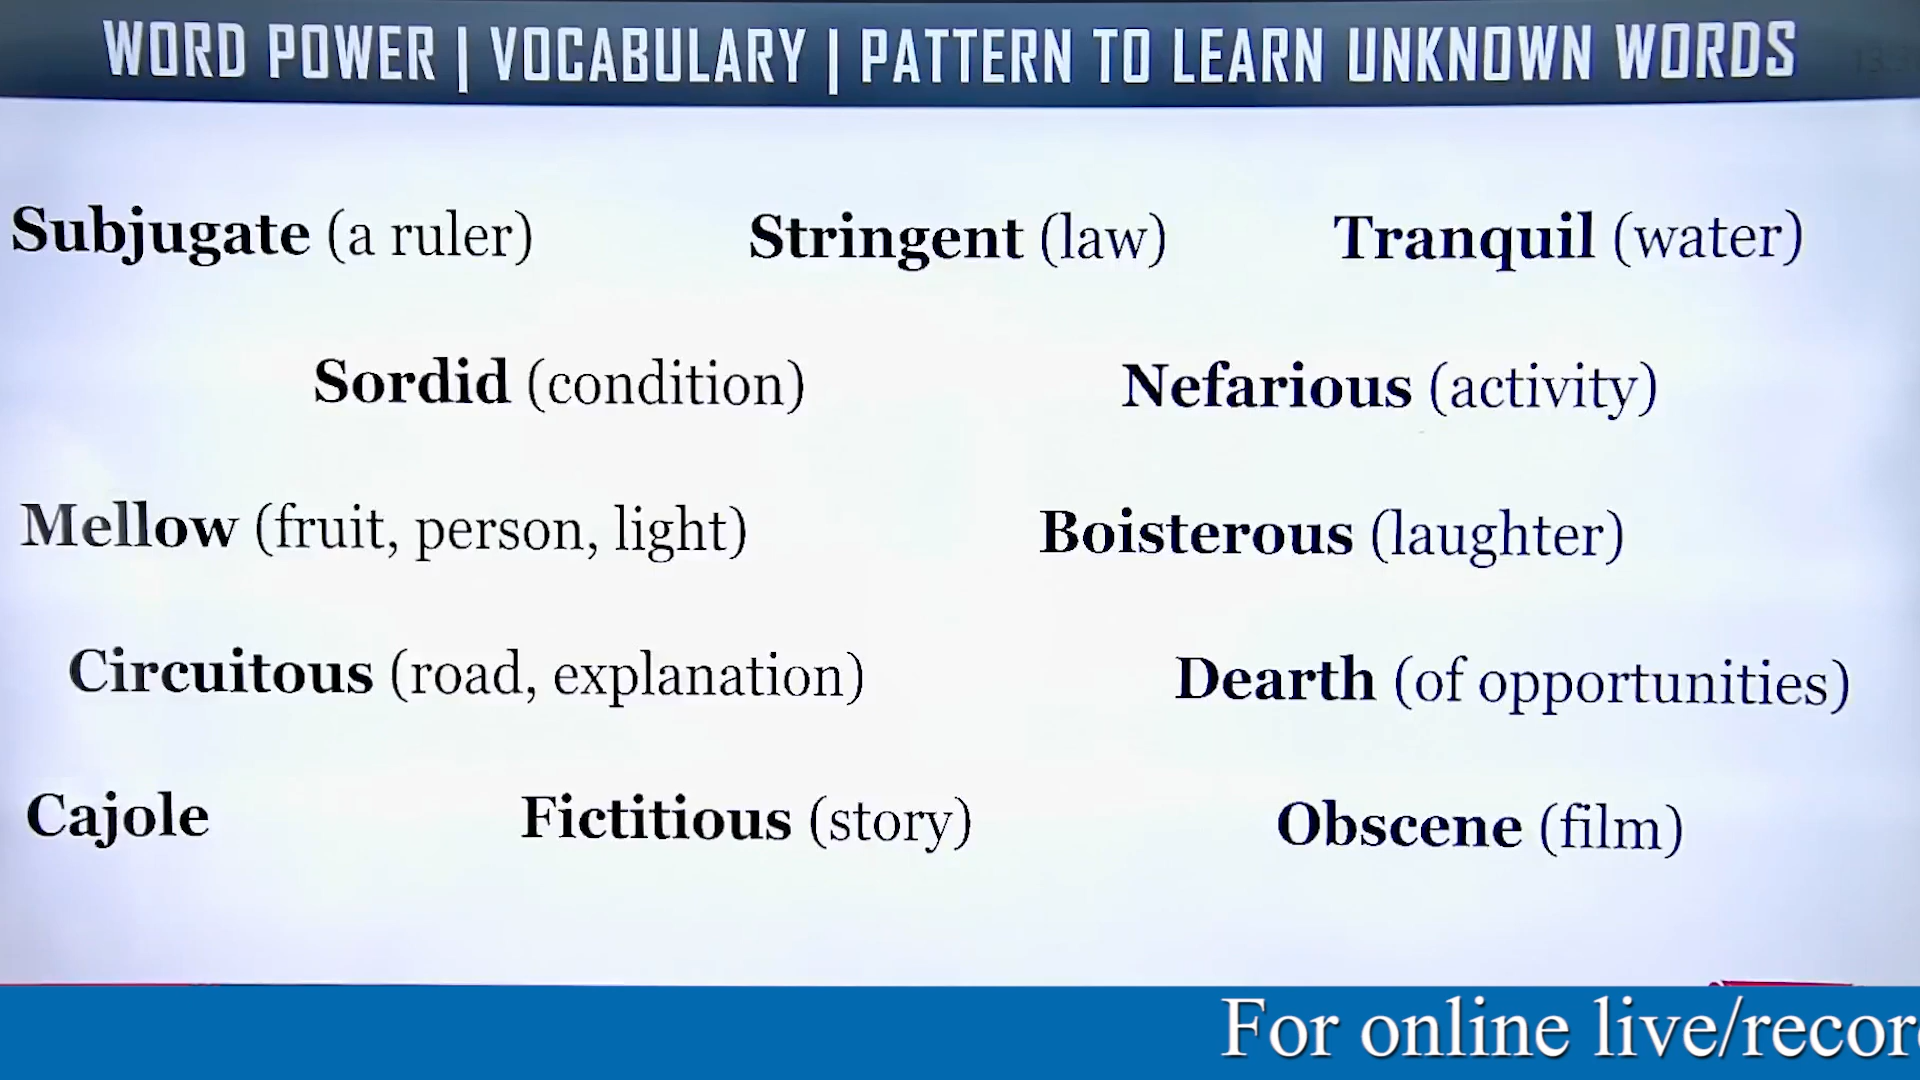 WORD POWER | VOCABULARY | PATTERN TO LEARN UNKNOWN WORDS
Subjugate (a ruler) Stringent (law) Tranquil (water)
Sordid (condition) Nefarious (activity)
Mellow (fruit, person, light) Boisterous (laughter)
Circuitous (road, explanation) Dearth (of opportunities)
Cajole Fictitious (story) Obscene (film)
For online live/recor